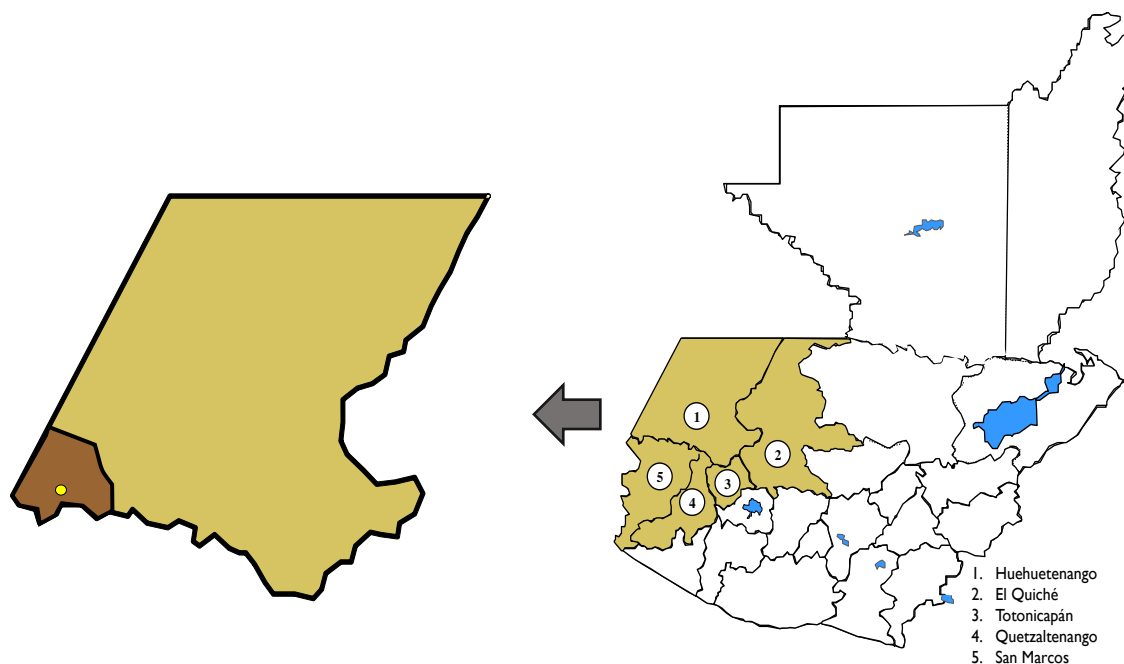 1
2
5
3
4
1. Huehuetenango
2. El Quiché
3. Totonicapán
4. Quetzaltenango
5. San Marcos